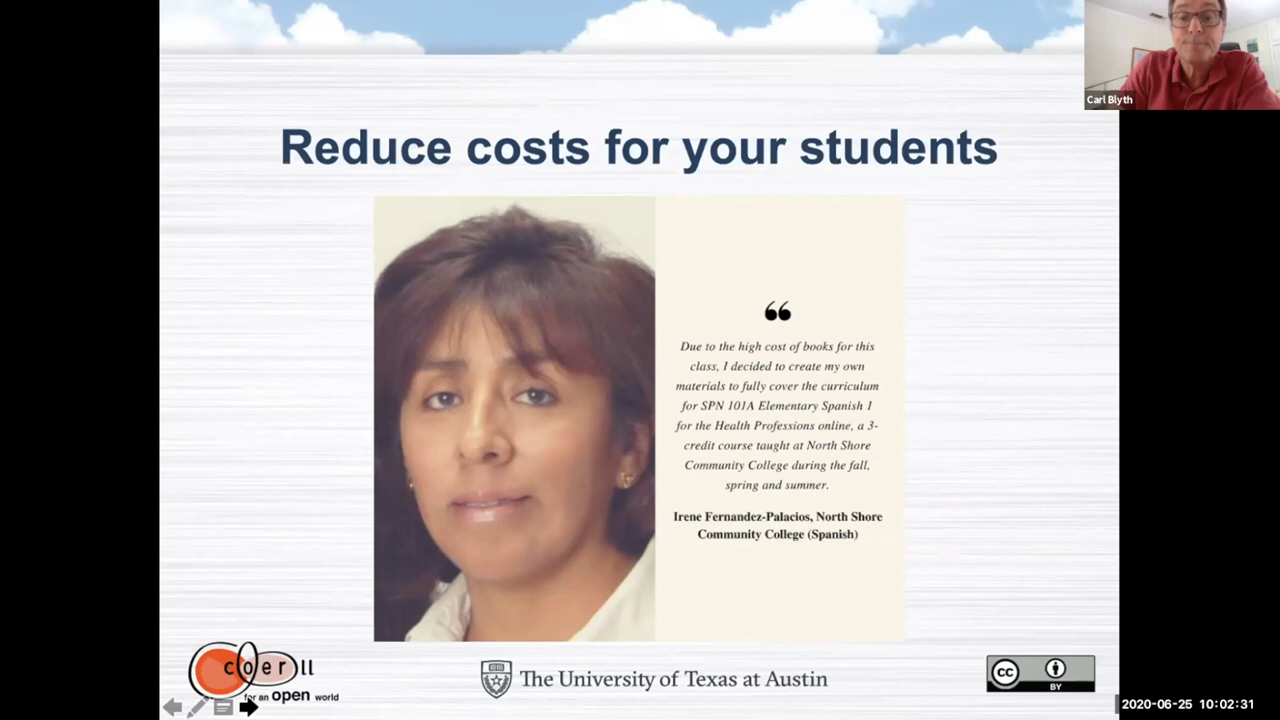 Carl Blyth
Reduce costs for your students
❝
Due to the high cost of books for this
class, I decided to create my own
materials to fully cover the curriculum
for SPN 101A Elementary Spanish 1
for the Health Professions online, a 3-
credit course taught at North Shore
Community College during the fall,
spring and summer.
Irene Fernandez-Palacios, North Shore
Community College (Spanish)
coerll
for an open world
The University of Texas at Austin
cc
BY
2020-06-25 10:02:31